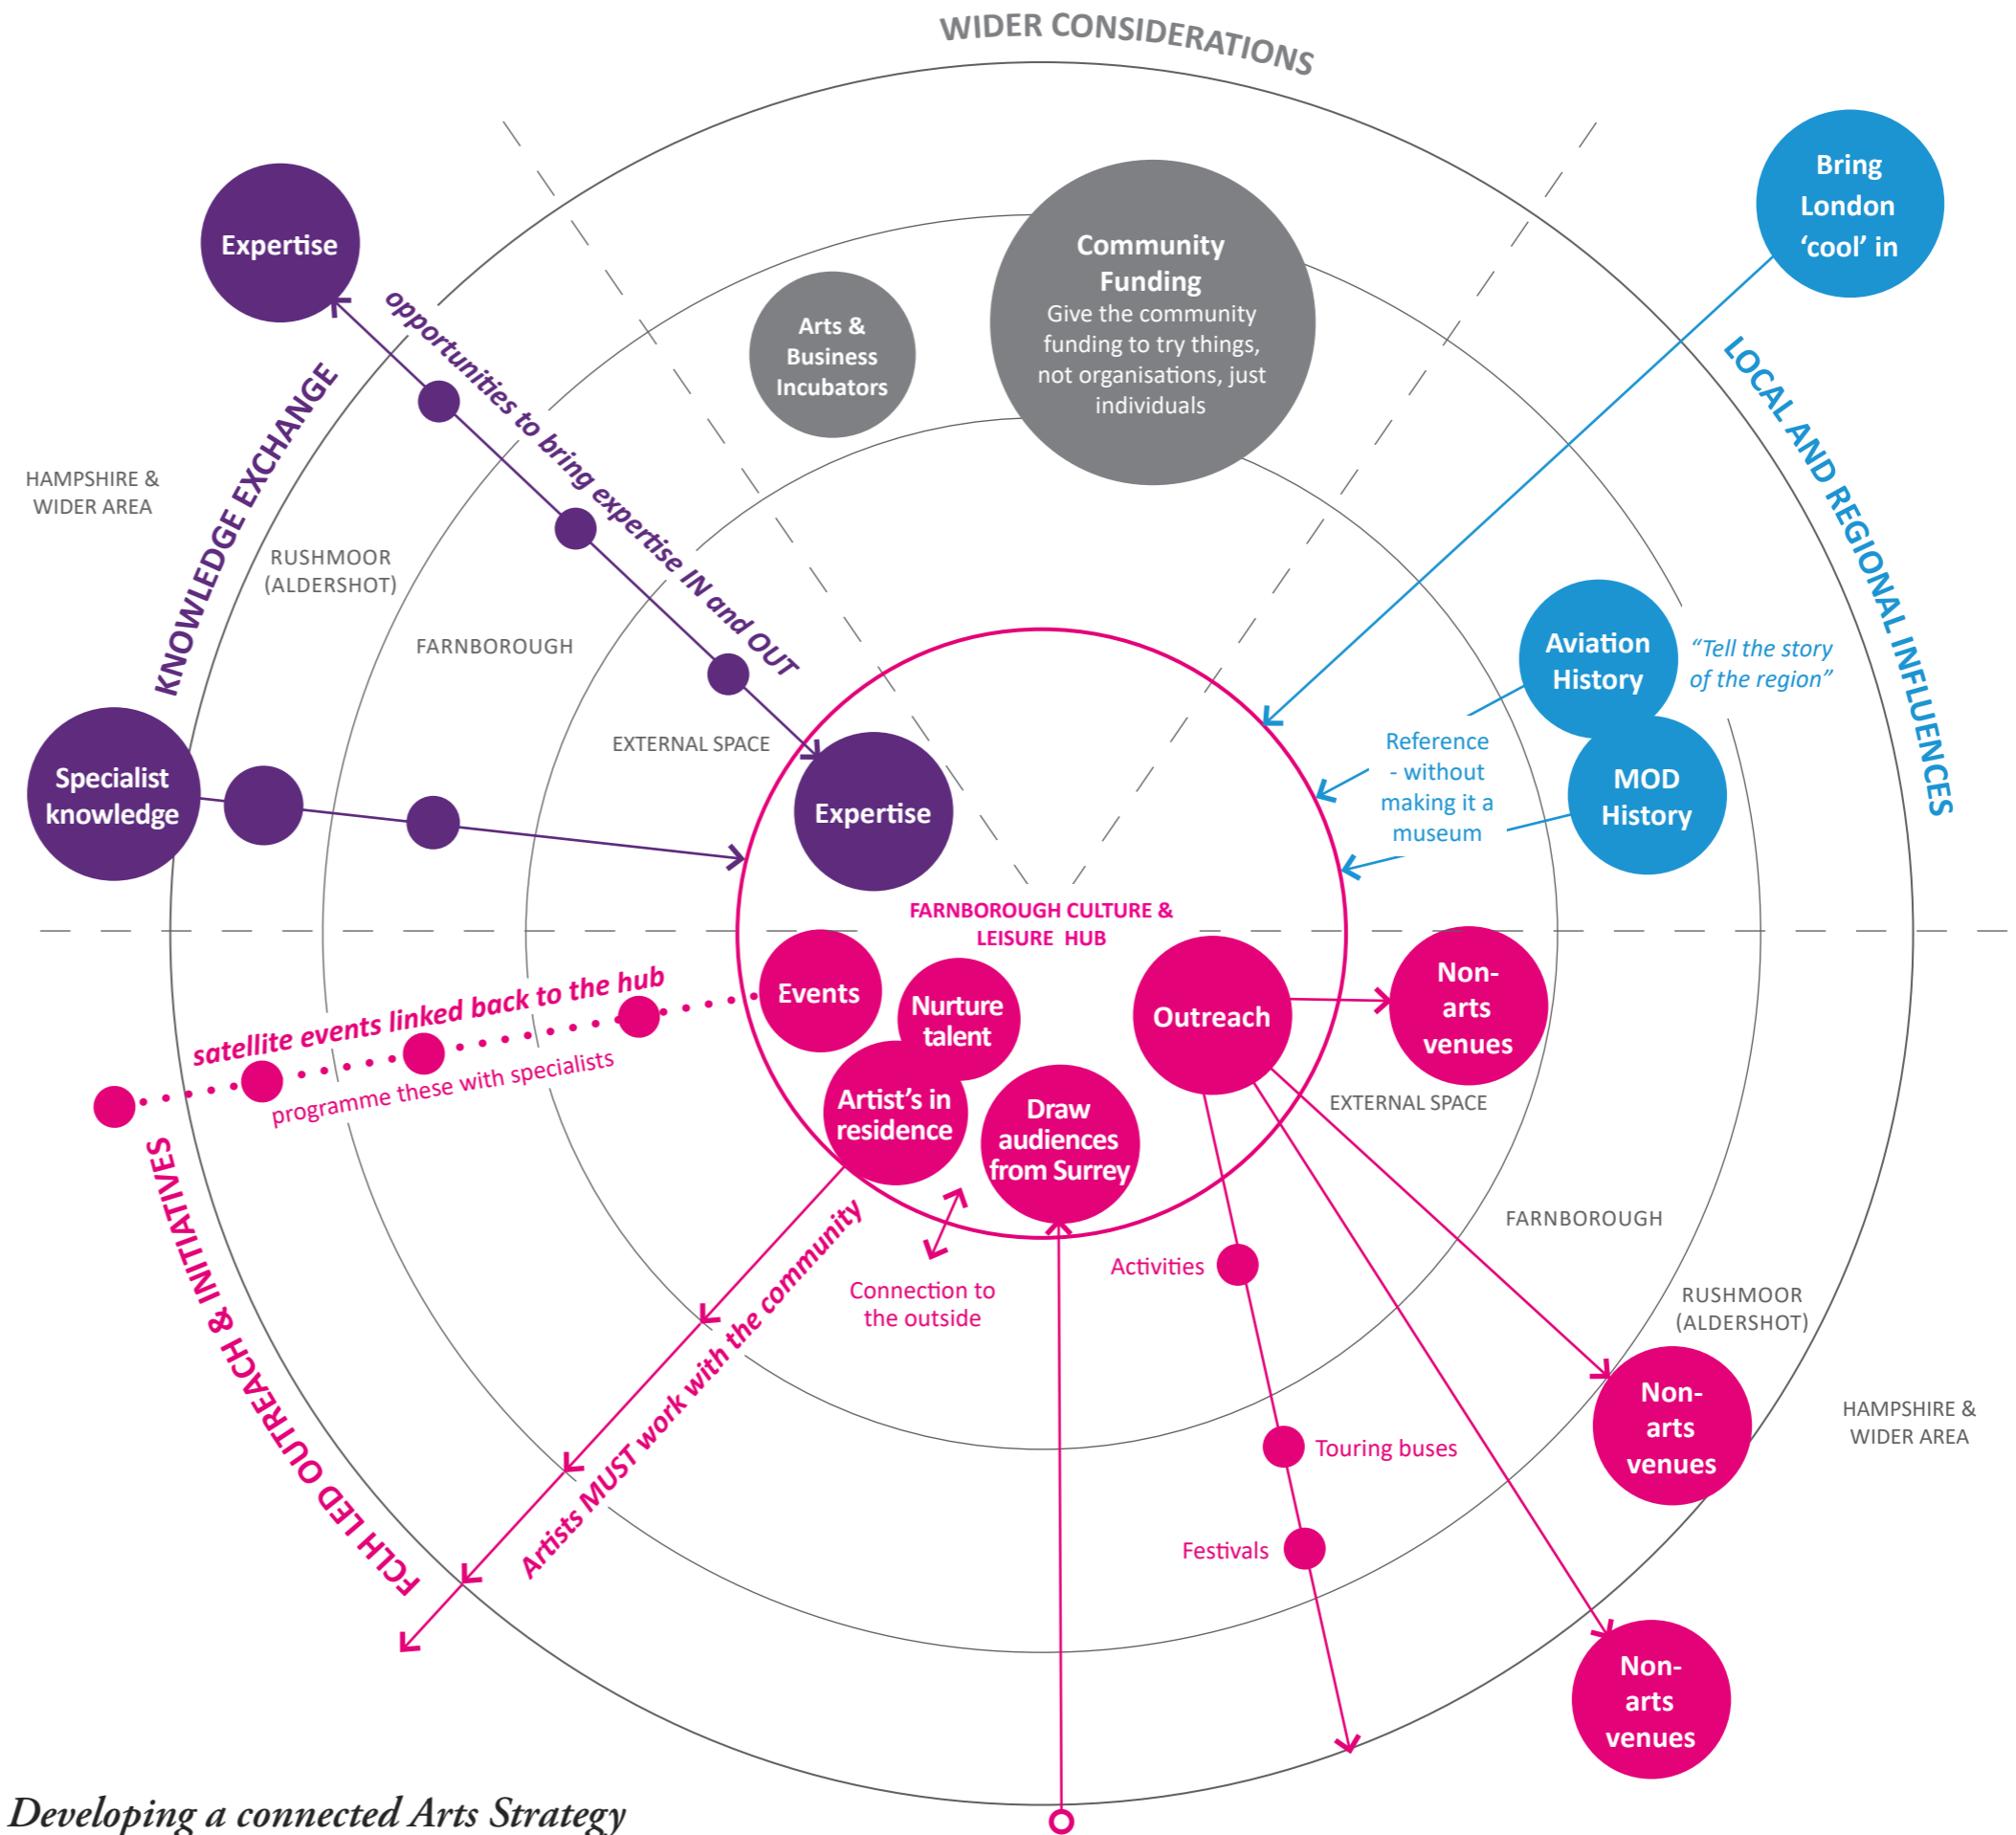 WIDER CONSIDERATIONS
Bring
London
‘cool’ in
Expertise
Community
Funding
Give the community
funding to try things,
not organisations, just
individuals
Arts &
Business
Incubators
opportunities to bring expertise IN and OUT
KNOWLEDGE EXCHANGE
LOCAL AND REGIONAL INFLUENCES
HAMPSHIRE &
WIDER AREA
RUSHMOOR
(ALDERSHOT)
FARNBOROUGH
EXTERNAL SPACE
Aviation
History
“Tell the story
of the region”
Reference
- without
making it a
museum
MOD
History
Specialist
knowledge
Expertise
FARNBOROUGH CULTURE &
LEISURE HUB
Events
Nurture
talent
Artist’s in
residence
Draw
audiences
from Surrey
Outreach
Non-
arts
venues
satellite events linked back to the hub
programme these with specialists
EXTERNAL SPACE
FARNBOROUGH
RUSHMOOR
(ALDERSHOT)
HAMPSHIRE &
WIDER AREA
FCLH LED OUTREACH & INITIATIVES
Artists MUST work with the community
Connection to
the outside
Activities
Touring buses
Festivals
Non-
arts
venues
Non-
arts
venues
Developing a connected Arts Strategy